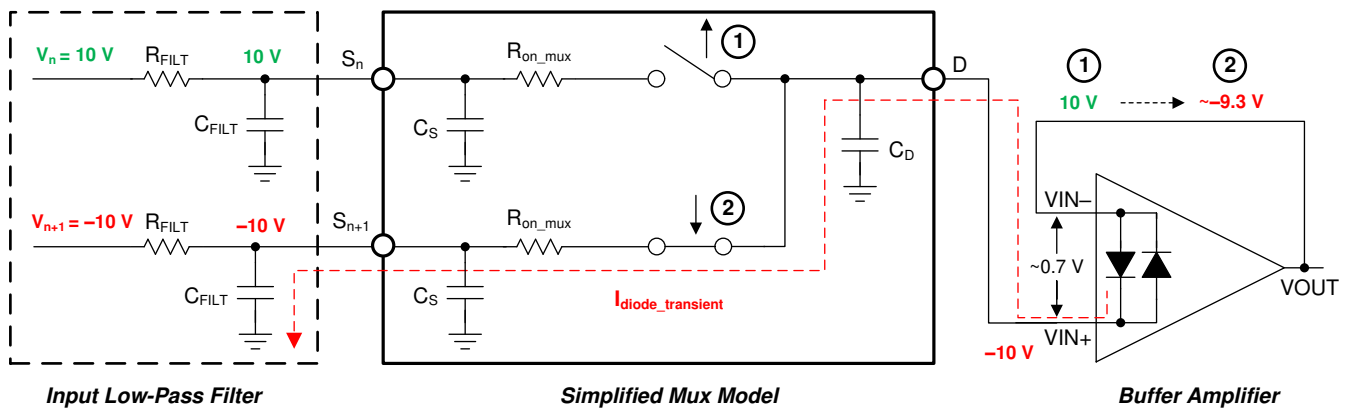 Vn = 10 V
RFILT
10 V
Sn
Ron_mux
1
D
1
2
10 V
~–9.3 V
CFILT
CS
CD
Vn+1 = –10 V
RFILT
–10 V
Sn+1
Ron_mux
2
VIN–
~0.7 V
CFILT
CS
Idiode_transient
VOUT
VIN+
–10 V
Input Low-Pass Filter
Simplified Mux Model
Buffer Amplifier